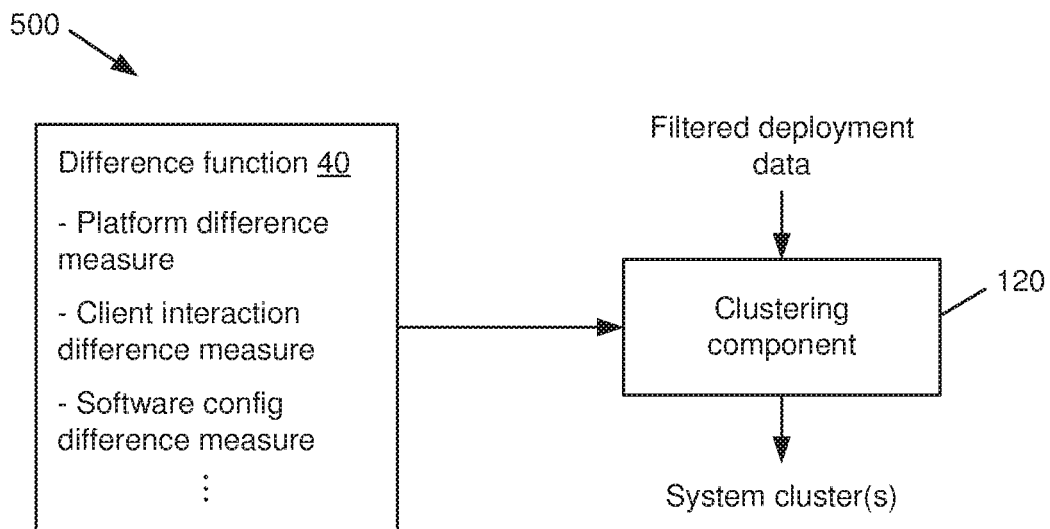 500
Difference function 40
- Platform difference
measure
- Client interaction
difference measure
- Software config
difference measure
⋮
Filtered deployment
data
Clustering
component
120
System cluster(s)